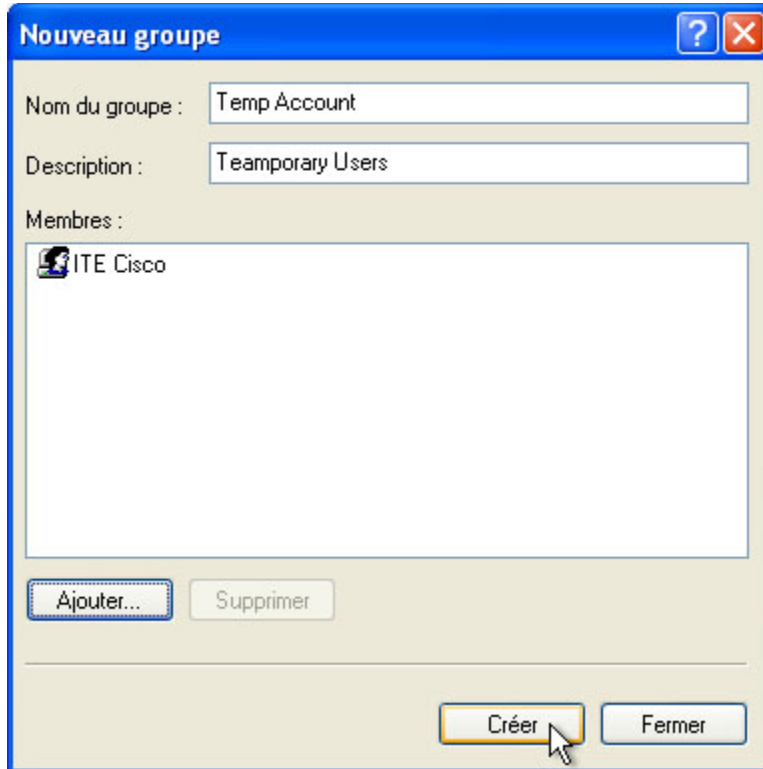 Nouveau groupe
Nom du groupe : Temp Account
Description : Teamporary Users
Membres :
ITE Cisco
Ajouter... Supprimer
Créer Fermer